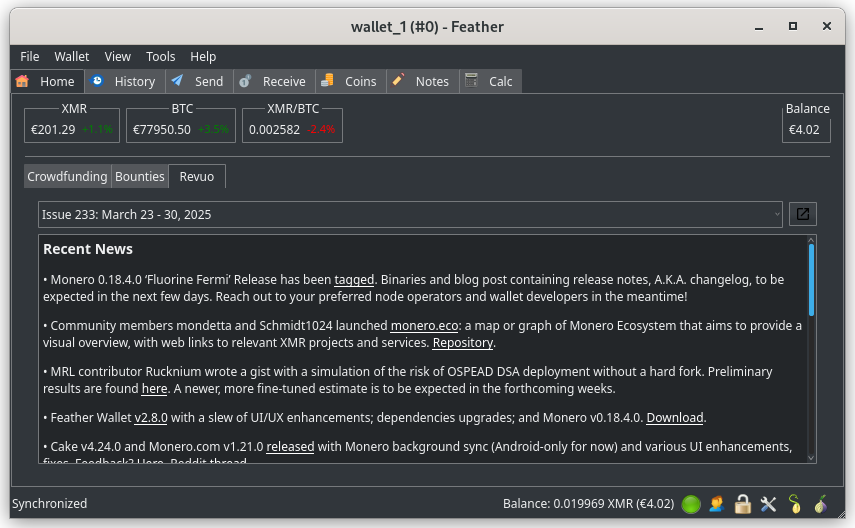 wallet_1 (#0) - Feather
File Wallet View Tools Help
Home History Send Receive Coins Notes Calc
XMR BTC XMR/BTC Balance
€201.29 +1.1% €77950.50 +3.5% 0.002582 -2.4% €4.02
Crowdfunding Bounties Revuo
Issue 233: March 23 - 30, 2025
Recent News
• Monero 0.18.4.0 ‘Fluorine Fermi’ Release has been tagged. Binaries and blog post containing release notes, A.K.A. changelog, to be
expected in the next few days. Reach out to your preferred node operators and wallet developers in the meantime!
• Community members mondetta and Schmidt1024 launched monero.eco: a map or graph of Monero Ecosystem that aims to provide a
visual overview, with web links to relevant XMR projects and services. Repository.
• MRL contributor Rucknium wrote a gist with a simulation of the risk of OSPEAD DSA deployment without a hard fork. Preliminary
results are found here. A newer, more fine-tuned estimate is to be expected in the forthcoming weeks.
• Feather Wallet v2.8.0 with a slew of UI/UX enhancements; dependencies upgrades; and Monero v0.18.4.0. Download.
• Cake v4.24.0 and Monero.com v1.21.0 released with Monero background sync (Android-only for now) and various UI enhancements,
fixes. Feedback? Here. Reddit thread.
Synchronized Balance: 0.019969 XMR (€4.02)